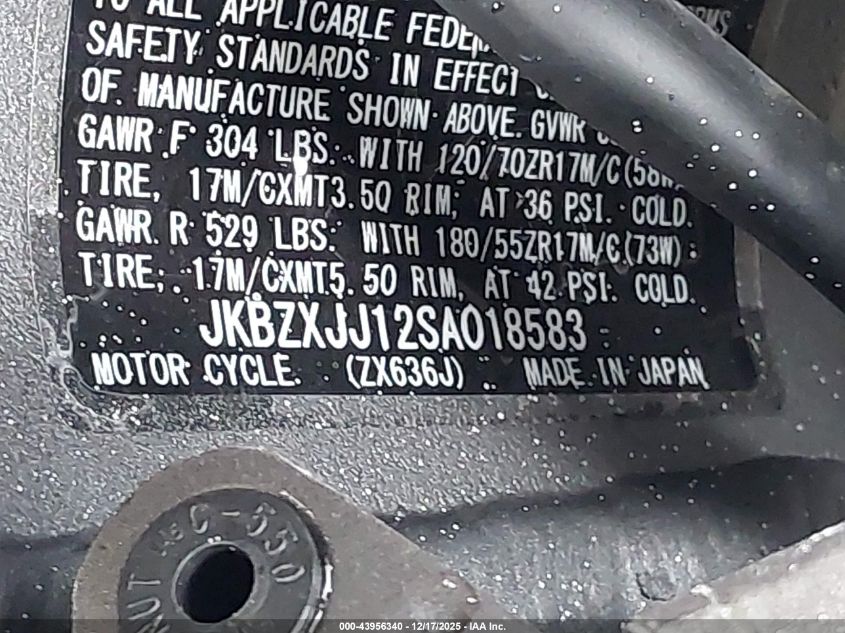 TO ALL APPLICABLE
SAFETY STANDARDS IN EFFECT
OF MANUFACTURE SHOWN ABOVE. GVWR
GAWR F 304 LBS. WITH 120/70ZR17M/C(58W)
TIRE, 17M/CXMT3.50 RIM, AT 36 PSI. COLD.
GAWR R 529 LBS. WITH 180/55ZR17M/C(73W)
TIRE, 17M/CXMT5.50 RIM, AT 42 PSI. COLD.
JKBZXJJ12SA018583
MOTOR CYCLE (ZX636J) MADE IN JAPAN
NUT C-550
000-43956340 - 12/17/2025 - IAA Inc.